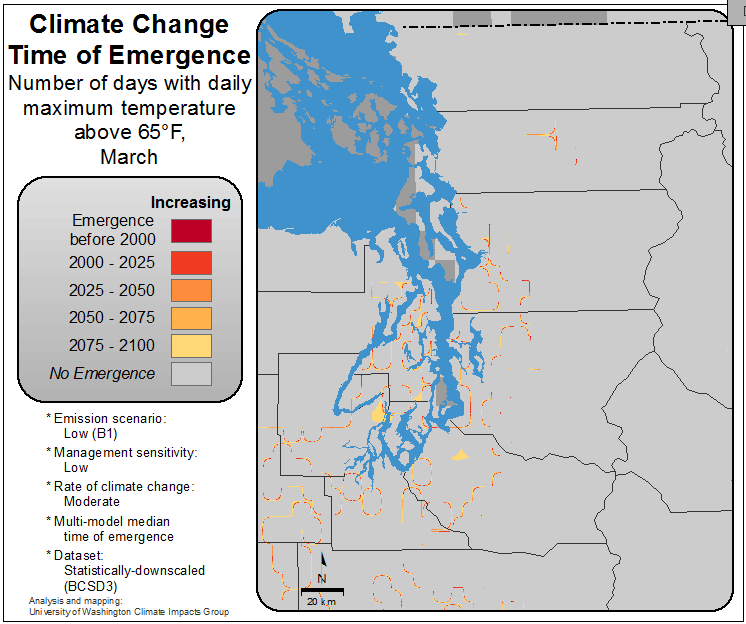 Climate Change
Time of Emergence
Number of days with daily
maximum temperature
above 65°F,
March
Increasing
Emergence
before 2000
2000 - 2025
2025 - 2050
2050 - 2075
2075 - 2100
No Emergence
* Emission scenario:
Low (B1)
* Management sensitivity:
Low
* Rate of climate change:
Moderate
* Multi-model median
time of emergence
* Dataset:
Statistically-downscaled
(BCSD3)
Analysis and mapping:
University of Washington Climate Impacts Group
N
20 km